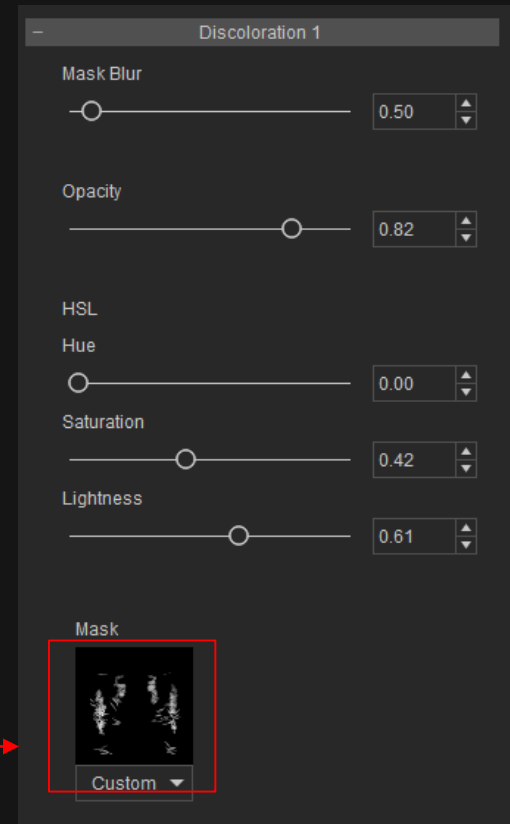 Discoloration 1
Mask Blur
0.50
Opacity
0.82
HSL
Hue
0.00
Saturation
0.42
Lightness
0.61
Mask
Custom